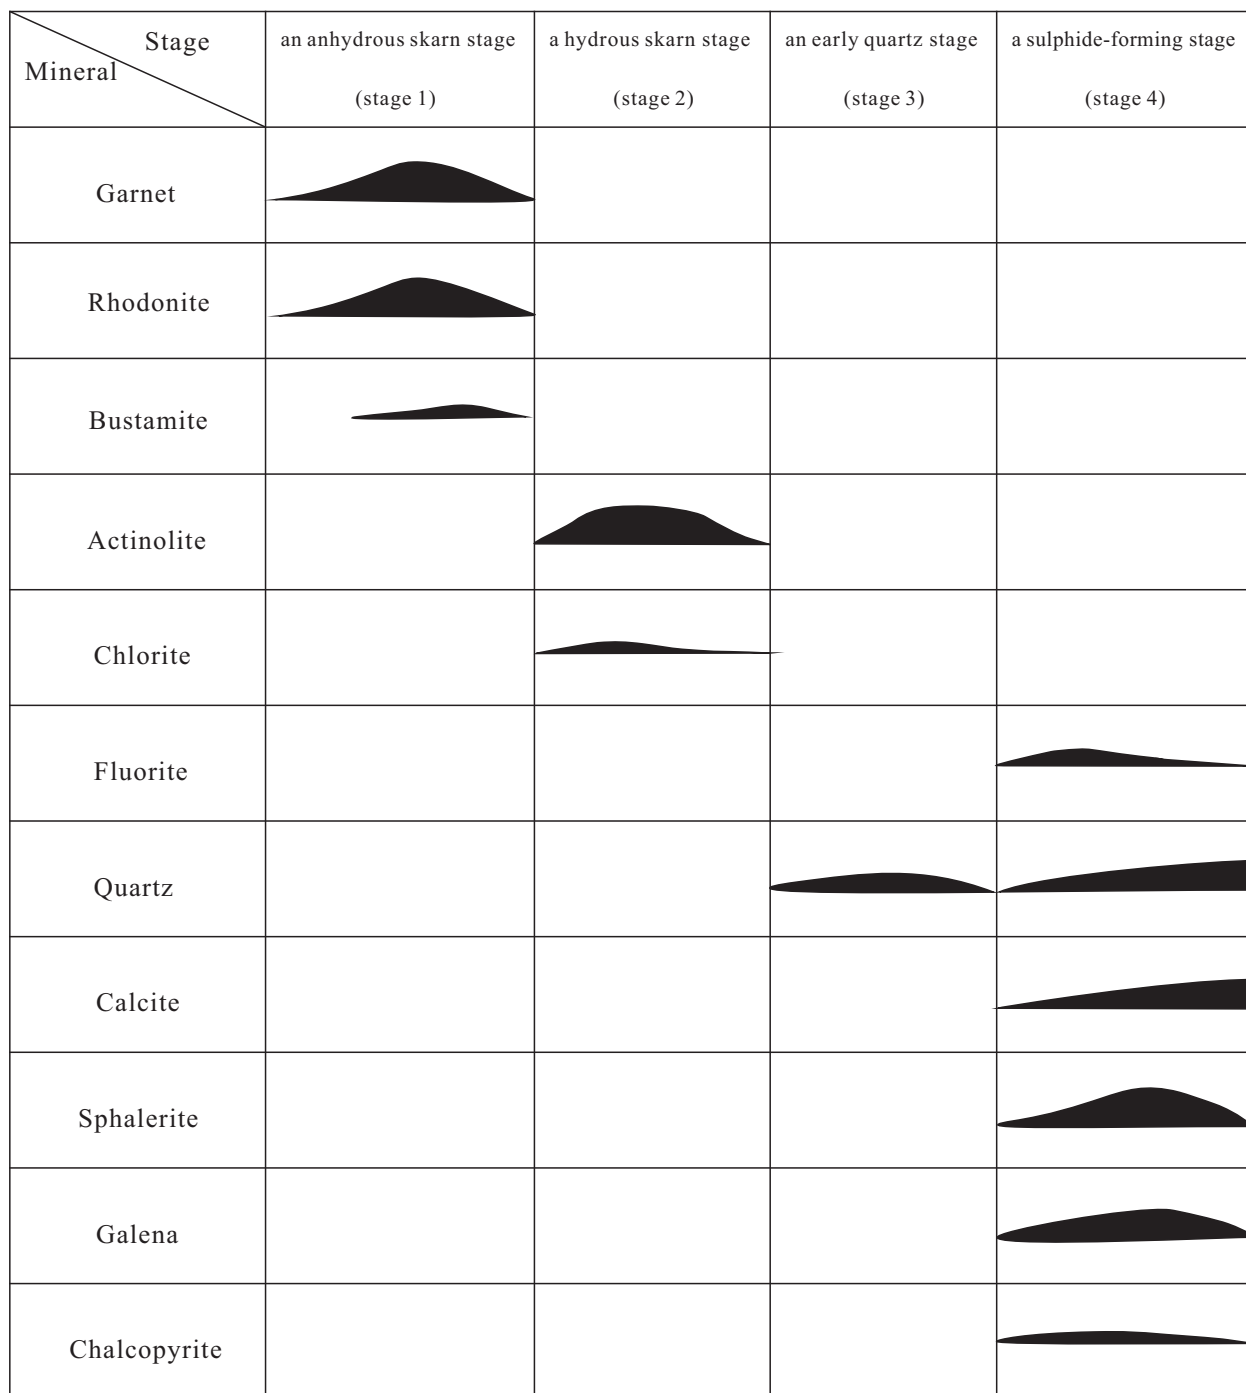 Stage
Mineral
an anhydrous skarn stage
(stage 1)
a hydrous skarn stage
(stage 2)
an early quartz stage
(stage 3)
a sulphide-forming stage
(stage 4)
Garnet
Rhodonite
Bustamite
Actinolite
Chlorite
Fluorite
Quartz
Calcite
Sphalerite
Galena
Chalcopyrite